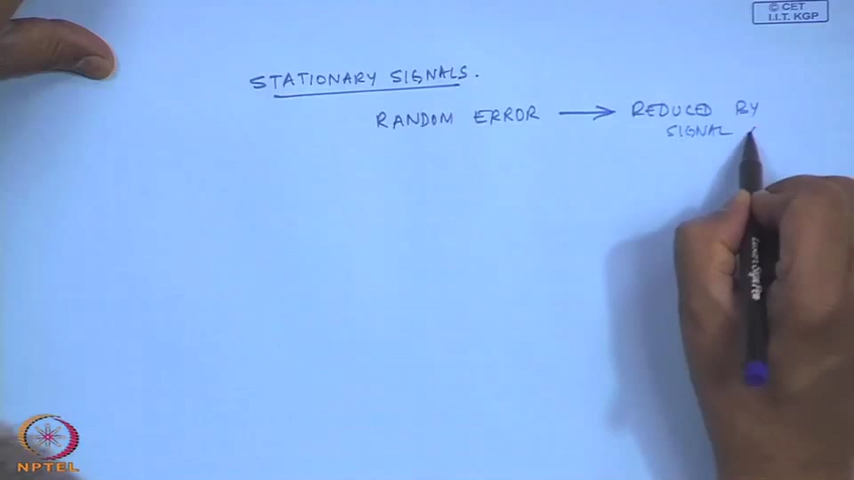 © CET
I.I.T. KGP
STATIONARY SIGNALS.
RANDOM ERROR → REDUCED BY
SIGNAL
NPTEL